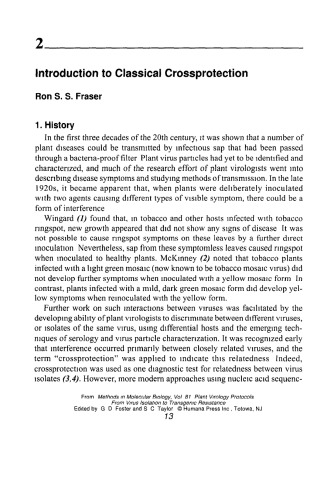 2
Introduction to Classical Crossprotection
Ron S. S. Fraser
1. History
In the first three decades of the 20th century, it was shown that a number of
plant diseases could be transmitted by infectious sap that had been passed
through a bacteria-proof filter Plant virus particles had yet to be identified and
characterized, and much of the research effort of plant virologists went into
describing disease symptoms and studying methods of transmission. In the late
1920s, it became apparent that, when plants were deliberately inoculated
with two agents causing different types of visible symptom, there could be a
form of interference
Wingard (1) found that, in tobacco and other hosts infected with tobacco
ringspot, new growth appeared that did not show any signs of disease It was
not possible to cause ringspot symptoms on these leaves by a further direct
inoculation Nevertheless, sap from these symptomless leaves caused ringspot
when inoculated to healthy plants. McKinney (2) noted that tobacco plants
infected with a light green mosaic (now known to be tobacco mosaic virus) did
not develop further symptoms when inoculated with a yellow mosaic form In
contrast, plants infected with a mild, dark green mosaic form did develop yel-
low symptoms when reinoculated with the yellow form.
Further work on such interactions between viruses was facilitated by the
developing ability of plant virologists to discriminate between different viruses,
or isolates of the same virus, using differential hosts and the emerging tech-
niques of serology and virus particle characterization. It was recognized early
that interference occurred primarily between closely related viruses, and the
term "crossprotection" was applied to indicate this relatedness Indeed,
crossprotection was used as one diagnostic test for relatedness between virus
isolates (3,4). However, more modern approaches using nucleic acid sequenc-
From Methods in Molecular Biology, Vol 81 Plant Virology Protocols
From Virus Isolation to Transgenic Resistance
Edited by G D Foster and S C Taylor © Humana Press Inc, Totowa, NJ
13